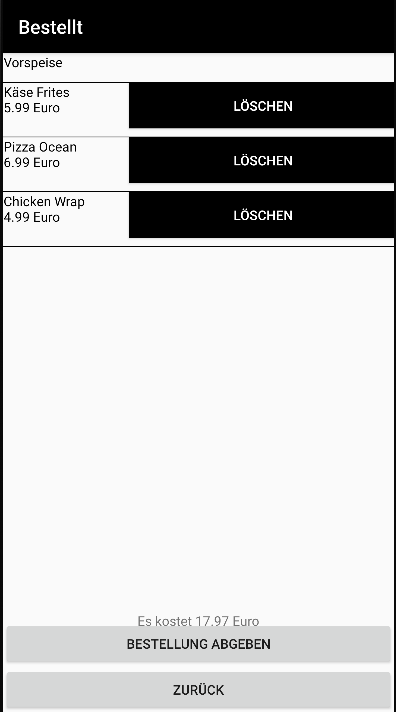 Bestellt
Vorspeise
Käse Frites
5.99 Euro
LÖSCHEN
Pizza Ocean
6.99 Euro
LÖSCHEN
Chicken Wrap
4.99 Euro
LÖSCHEN
Es kostet 17.97 Euro
BESTELLUNG ABGEBEN
ZURÜCK